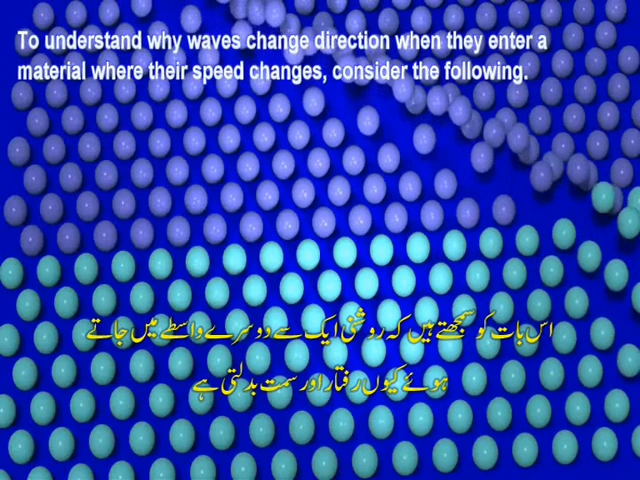 To understand why waves change direction when they enter a
material where their speed changes, consider the following.
اس بات کو سمجھتے ہیں کہ روشنی ایک سے دوسرے واسطے میں جاتے
ہوئے کیوں رفتار اور سمت بدلتی ہے